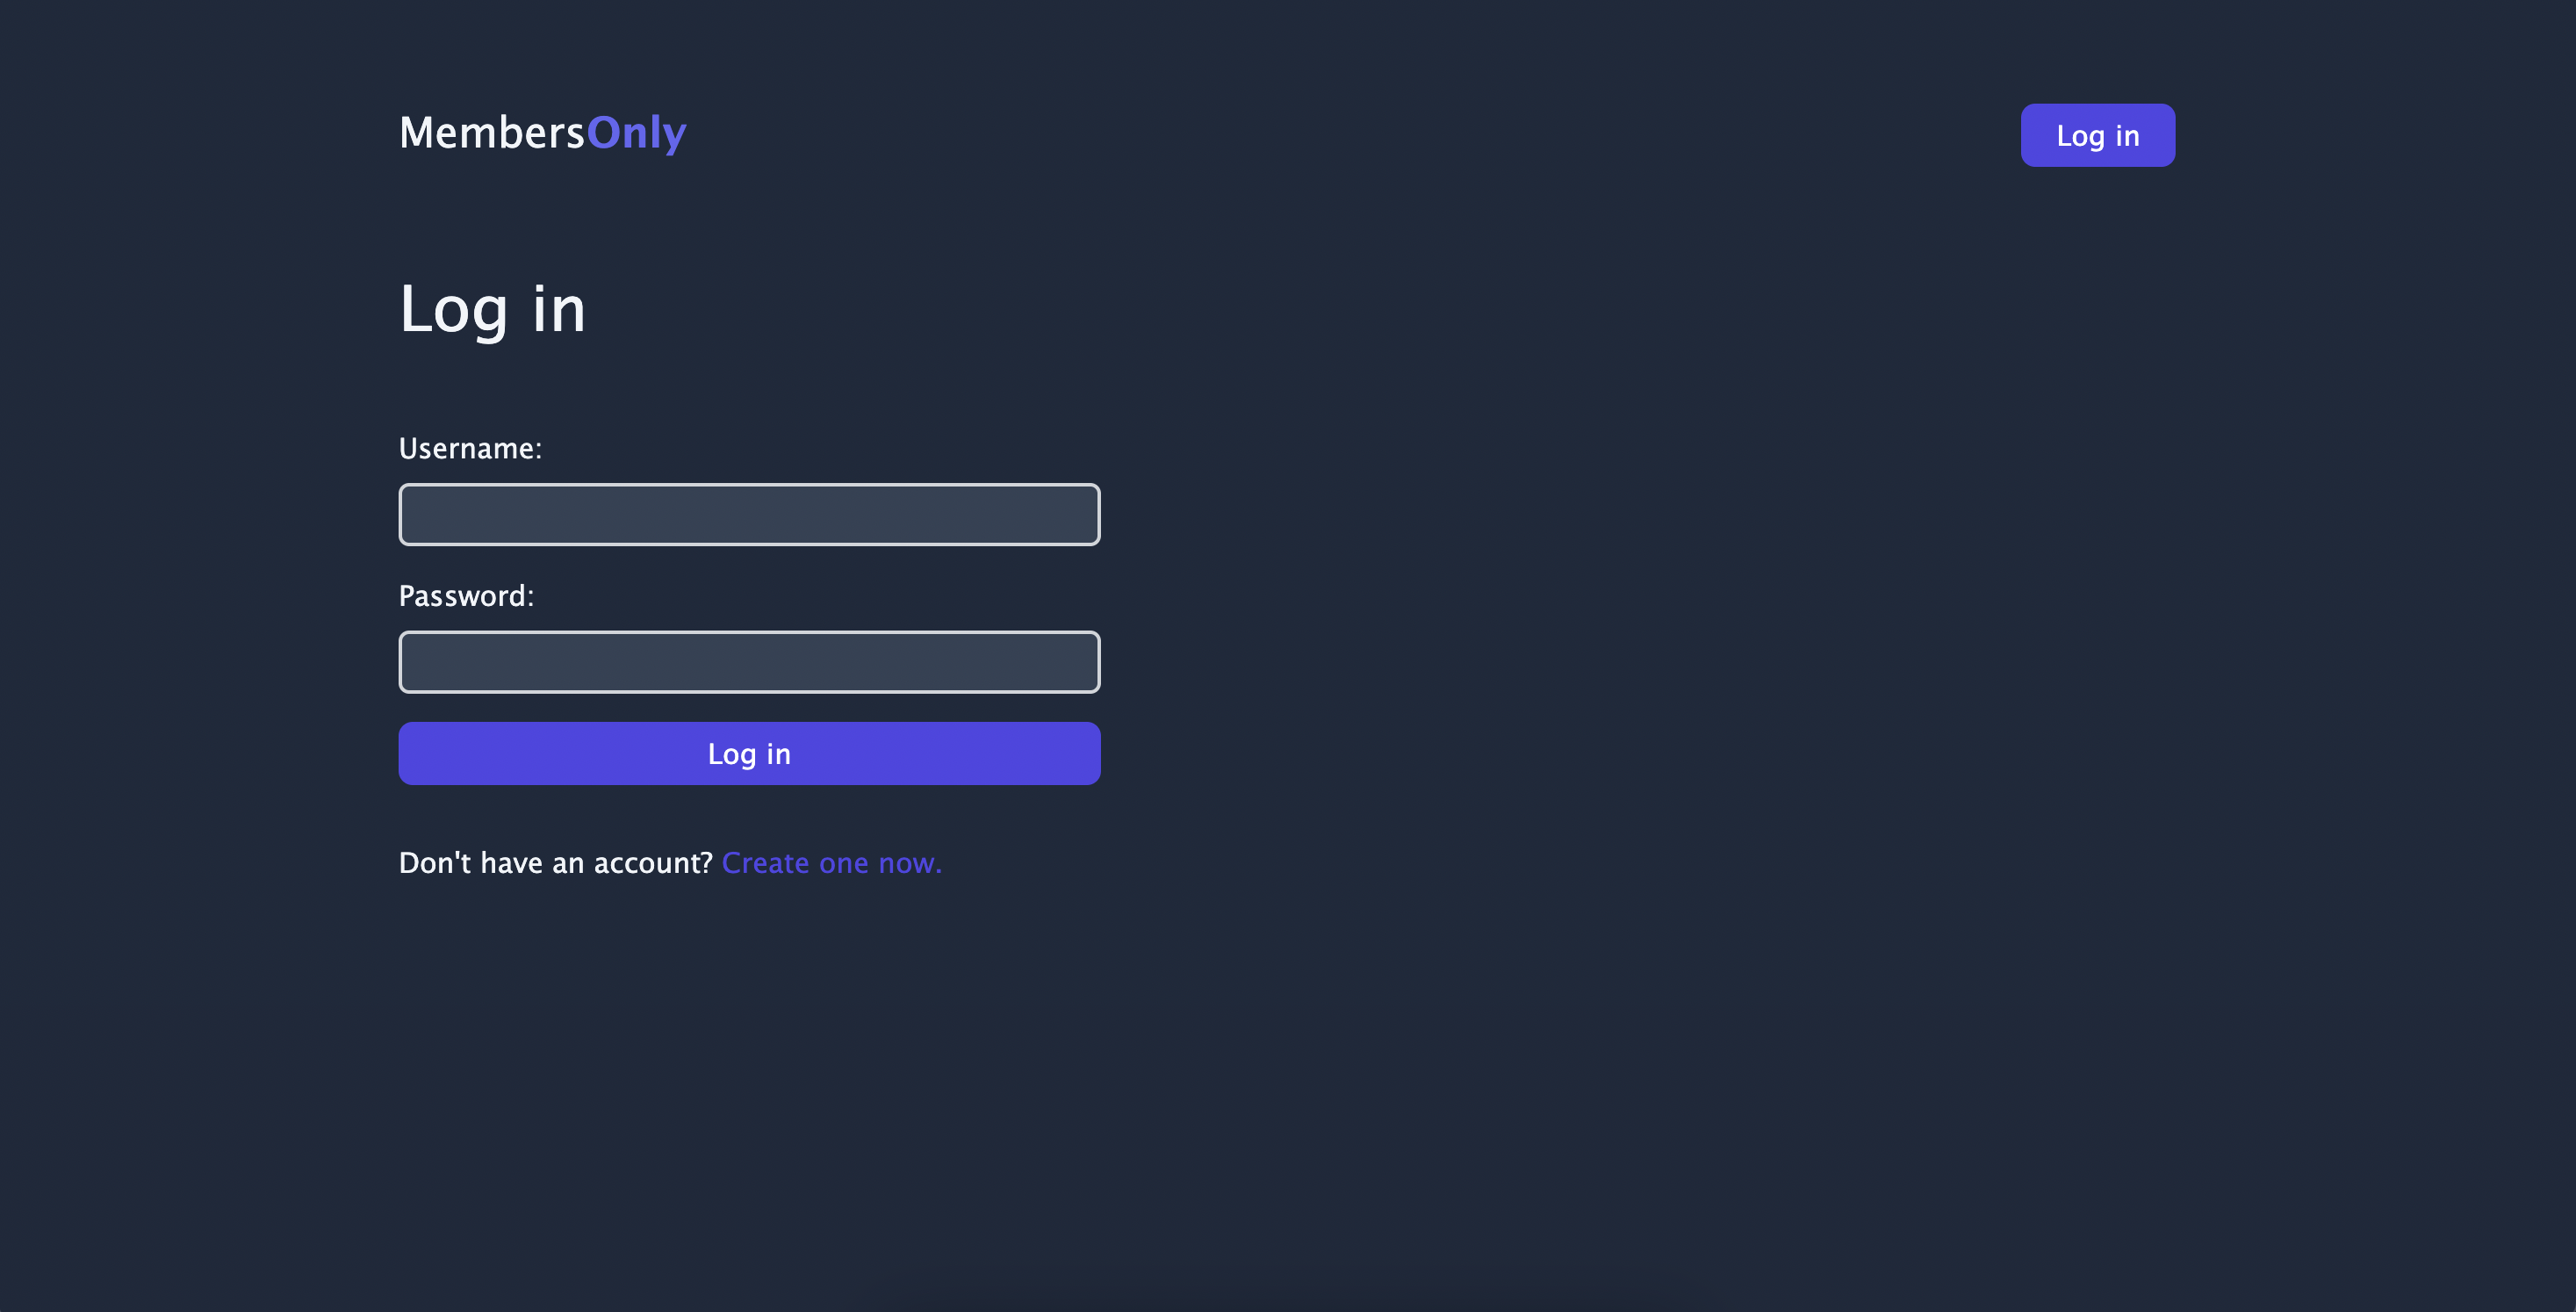 MembersOnly
Log in
Log in
Username:
Password:
Log in
Don't have an account? Create one now.